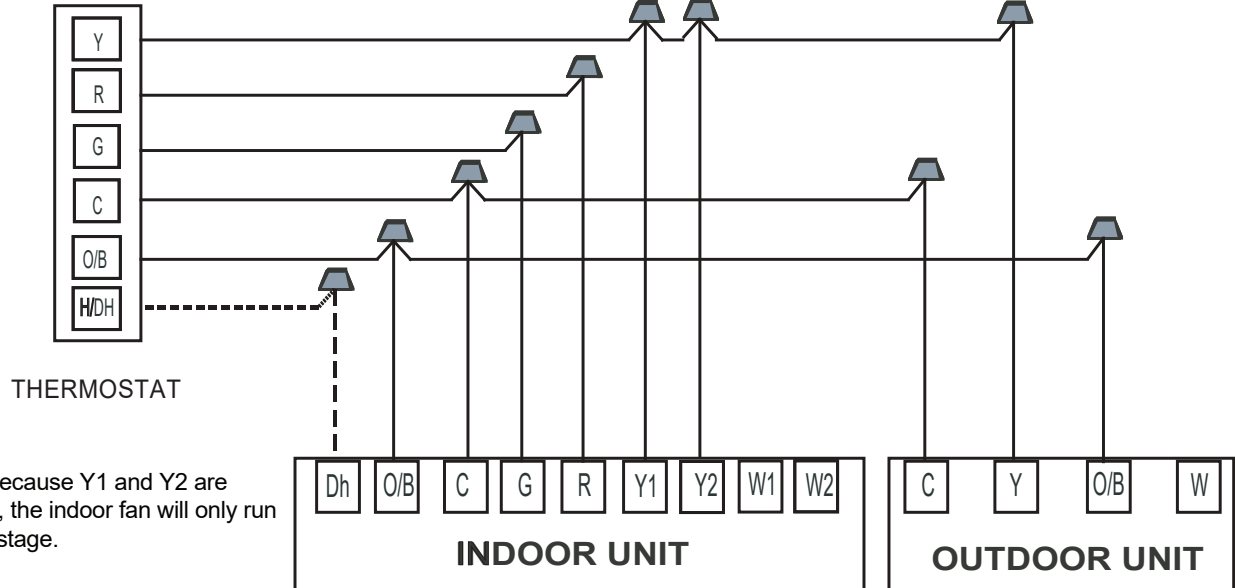 Y
R
G
C
O/B
H/DH
THERMOSTAT
ecause Y1 and Y2 are
, the indoor fan will only run
stage.
Dh O/B C G R Y1 Y2 W1 W2
INDOOR UNIT
C Y O/B W
OUTDOOR UNIT